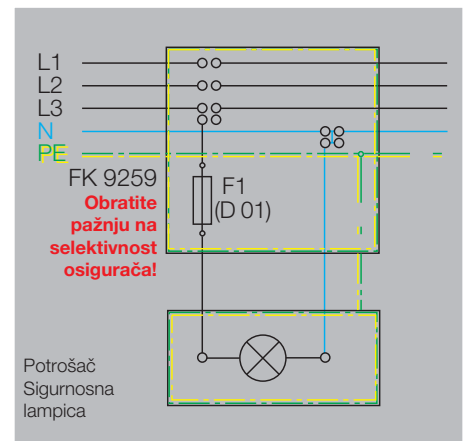 L1
L2
L3
N
PE
FK 9259
Obratite
pažnju na
selektivnost
osigurača!
F1
(D 01)
Potrošač
Sigurnosna
lampica